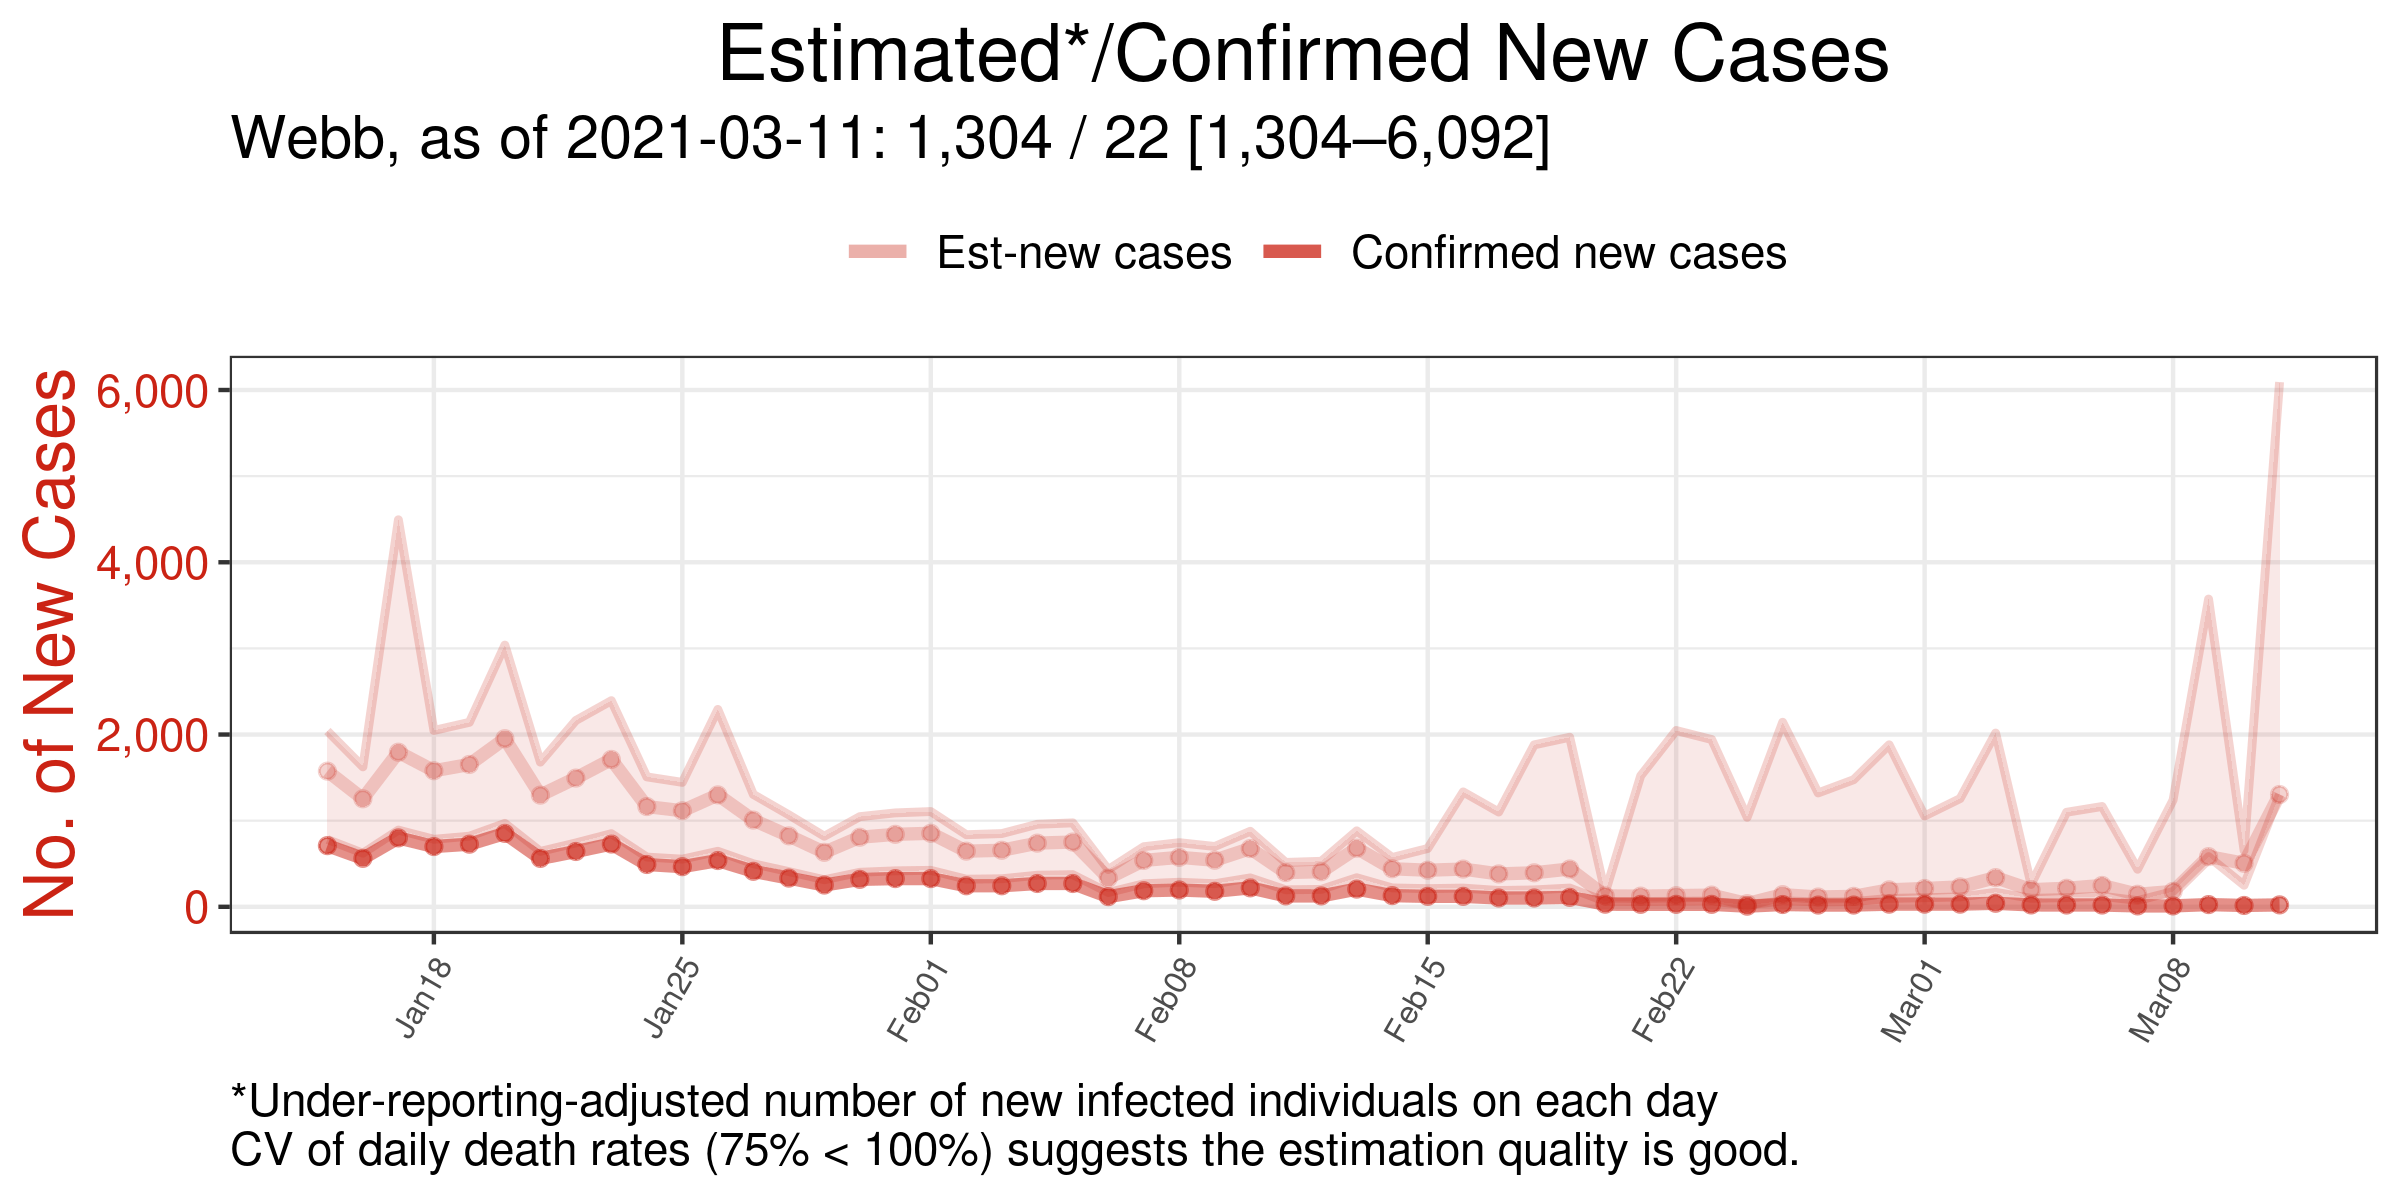 Estimated*/Confirmed New Cases
Webb, as of 2021-03-11: 1,304 / 22 [1,304–6,092]
Est-new cases Confirmed new cases
No. of New Cases
6,000
4,000
2,000
0
Jan18 Jan25 Feb01 Feb08 Feb15 Feb22 Mar01 Mar08
*Under-reporting-adjusted number of new infected individuals on each day
CV of daily death rates (75% < 100%) suggests the estimation quality is good.